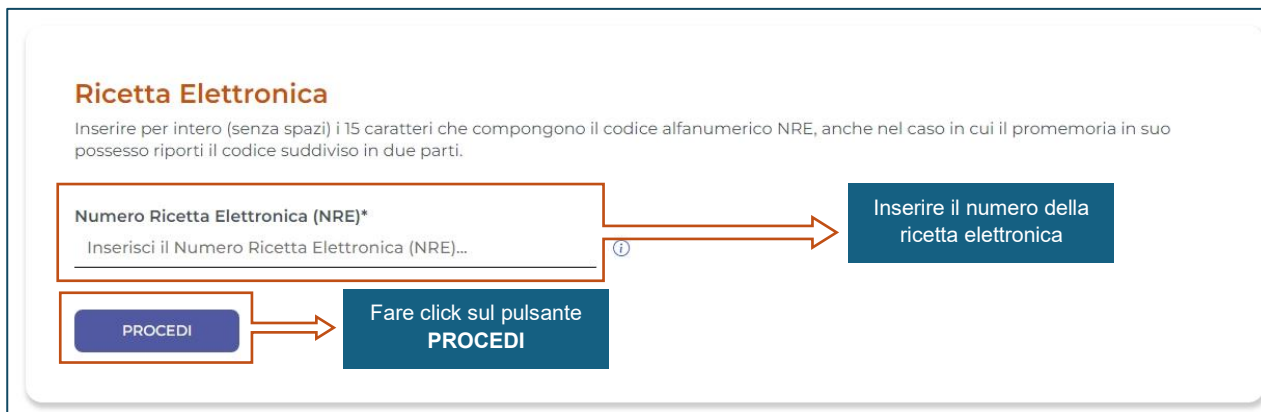 Ricetta Elettronica
Inserire per intero (senza spazi) i 15 caratteri che compongono il codice alfanumerico NRE, anche nel caso in cui il promemoria in suo
possesso riporti il codice suddiviso in due parti.
Numero Ricetta Elettronica (NRE)*
Inserisci il Numero Ricetta Elettronica (NRE)...
Inserire il numero della
ricetta elettronica
PROCEDI
Fare click sul pulsante
PROCEDI